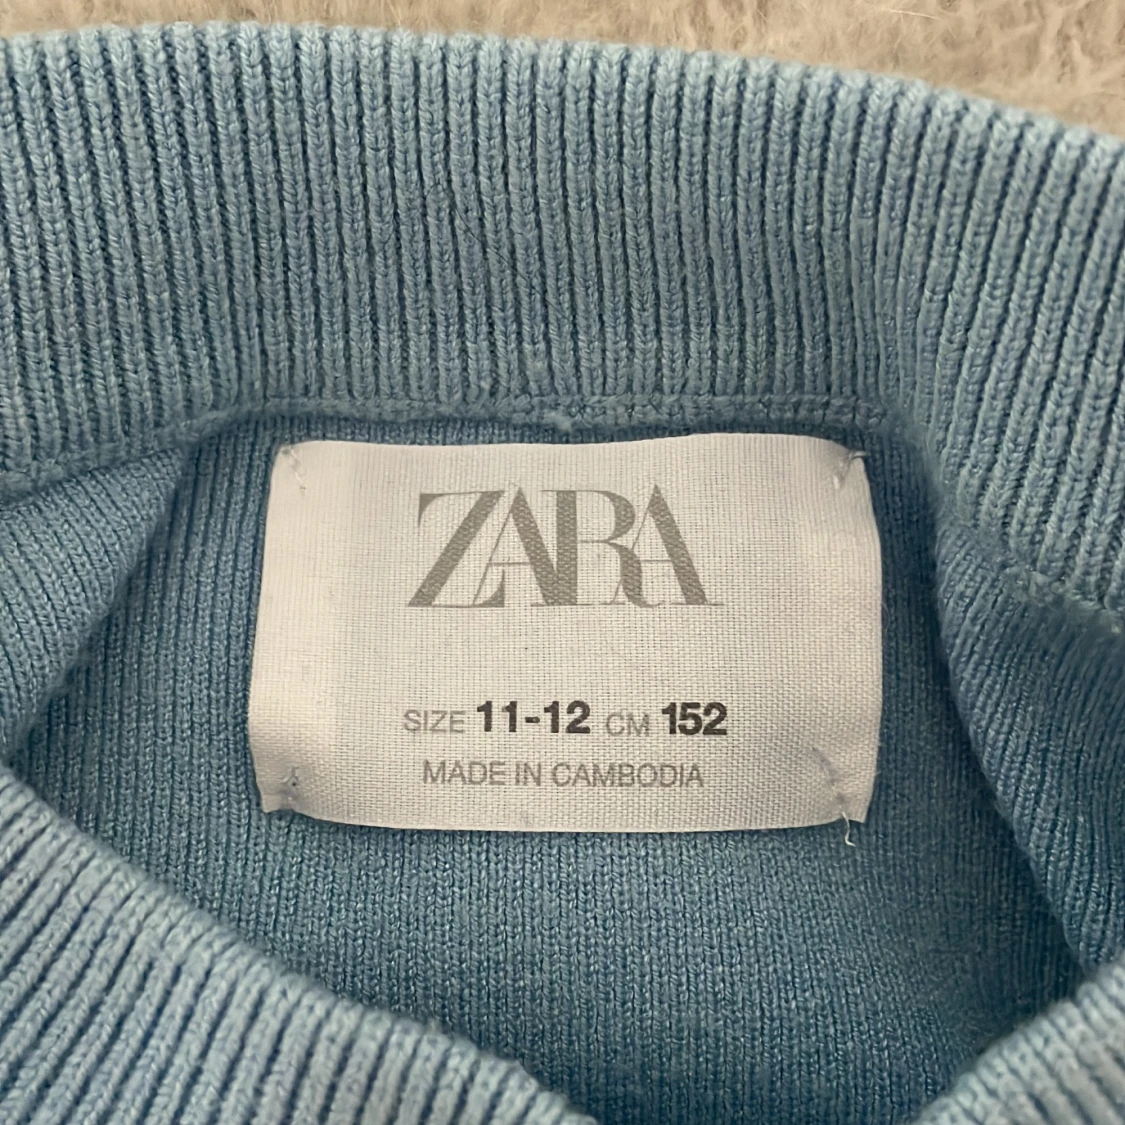 ZARA
SIZE 11-12 CM 152
MADE IN CAMBODIA